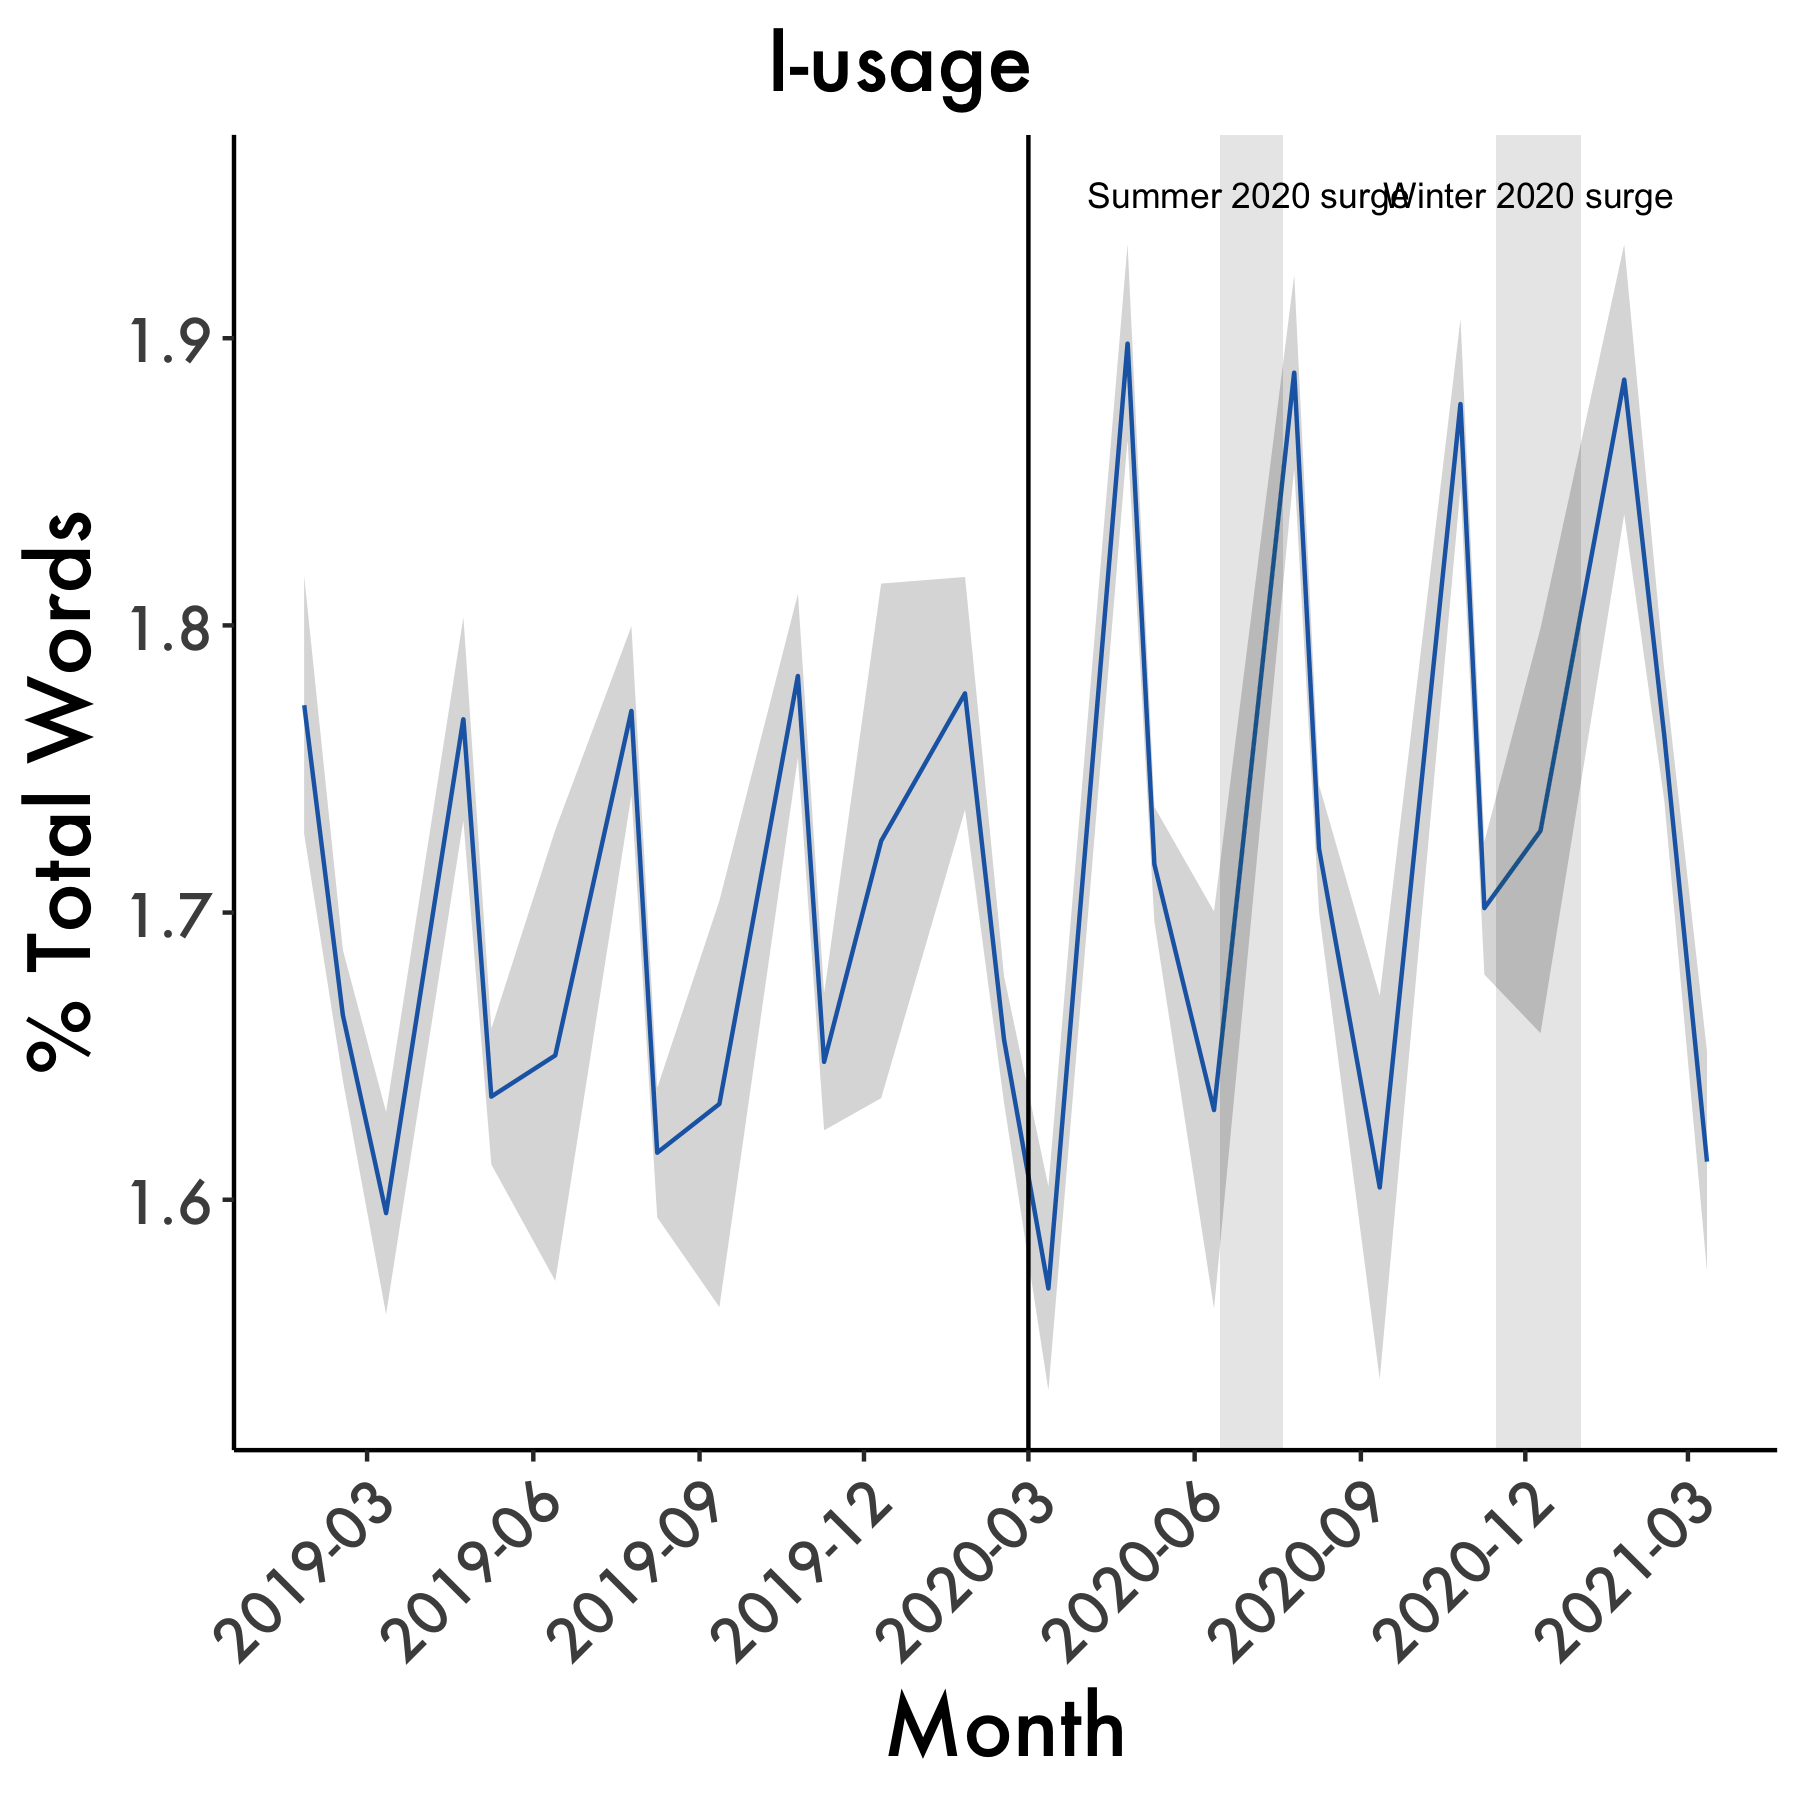 I-usage
Summer 2020 surge
Winter 2020 surge
% Total Words
1.9
1.8
1.7
1.6
2019-03
2019-06
2019-09
2019-12
2020-03
2020-06
2020-09
2020-12
2021-03
Month